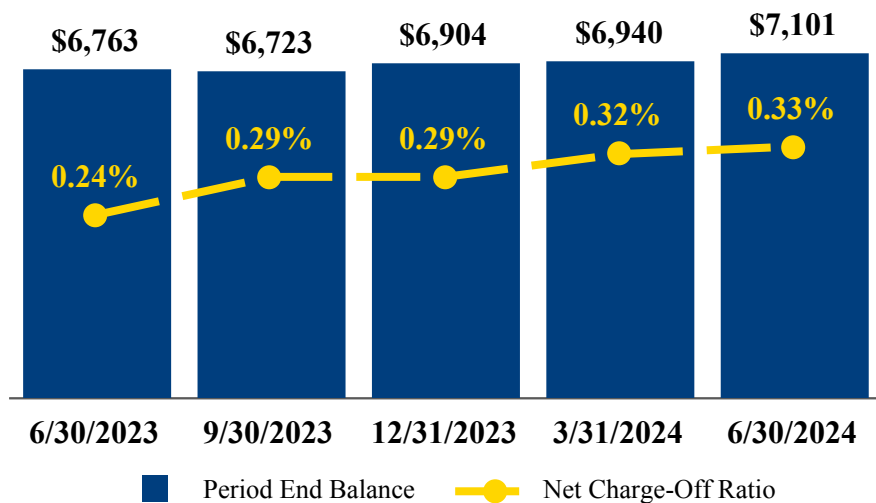 $6,763 $6,723 $6,904 $6,940 $7,101
0.24% 0.29% 0.29% 0.32% 0.33%
6/30/2023 9/30/2023 12/31/2023 3/31/2024 6/30/2024
Period End Balance Net Charge-Off Ratio